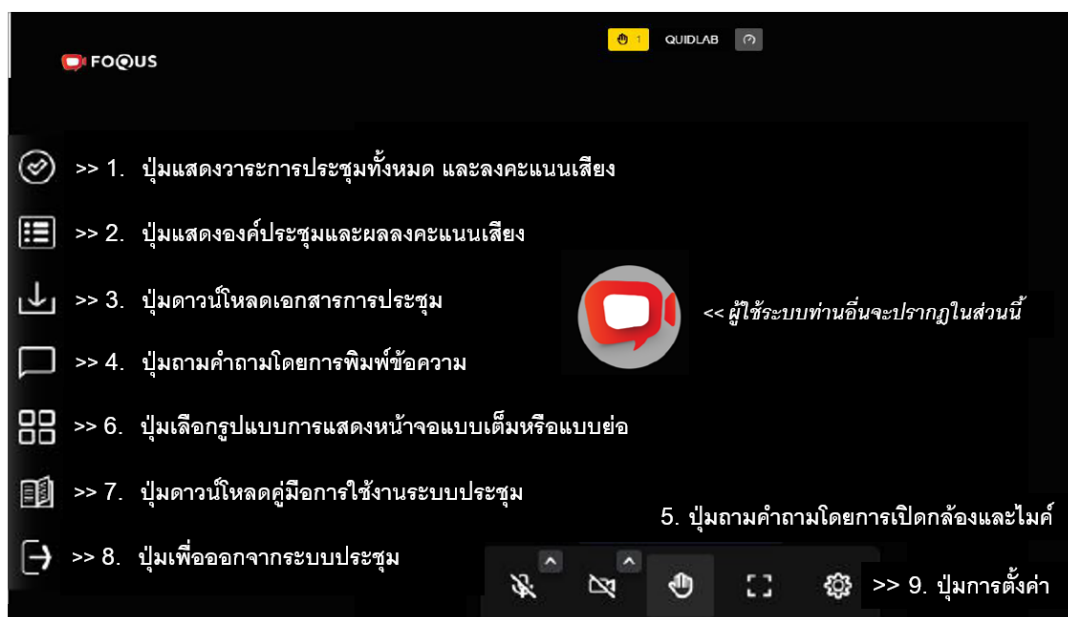 1 QUIDLAB
FOQUS
>> 1. ปุ่มแสดงวาระการประชุมทั้งหมด และลงคะแนนเสียง
>> 2. ปุ่มแสดงองค์ประชุมและผลลงคะแนนเสียง
>> 3. ปุ่มดาวน์โหลดเอกสารการประชุม
<< ผู้ใช้ระบบท่านอื่นจะปรากฏในส่วนนี้
>> 4. ปุ่มถามคำถามโดยการพิมพ์ข้อความ
>> 6. ปุ่มเลือกรูปแบบการแสดงหน้าจอแบบเต็มหรือแบบย่อ
>> 7. ปุ่มดาวน์โหลดคู่มือการใช้งานระบบประชุม
5. ปุ่มถามคำถามโดยการเปิดกล้องและไมค์
>> 8. ปุ่มเพื่อออกจากระบบประชุม
>> 9. ปุ่มการตั้งค่า